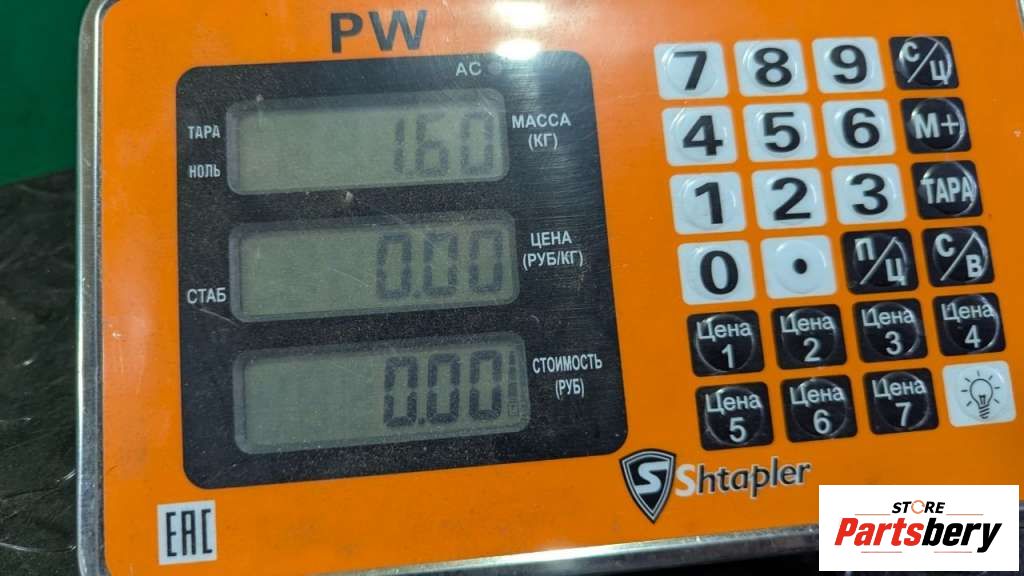 PW
AC
ТАРА
НОЛЬ
1.60
МАССА
(КГ)
СТАБ
0.00
ЦЕНА
(РУБ/КГ)
0.00
СТОИМОСТЬ
(РУБ)
7 8 9 С/Ц
4 5 6 М+
1 2 3 ТАРА
0 • П/Ц С/В
Цена 1 Цена 2 Цена 3 Цена 4
Цена 5 Цена 6 Цена 7
S Shtapler
EAC
STORE
Partsbery